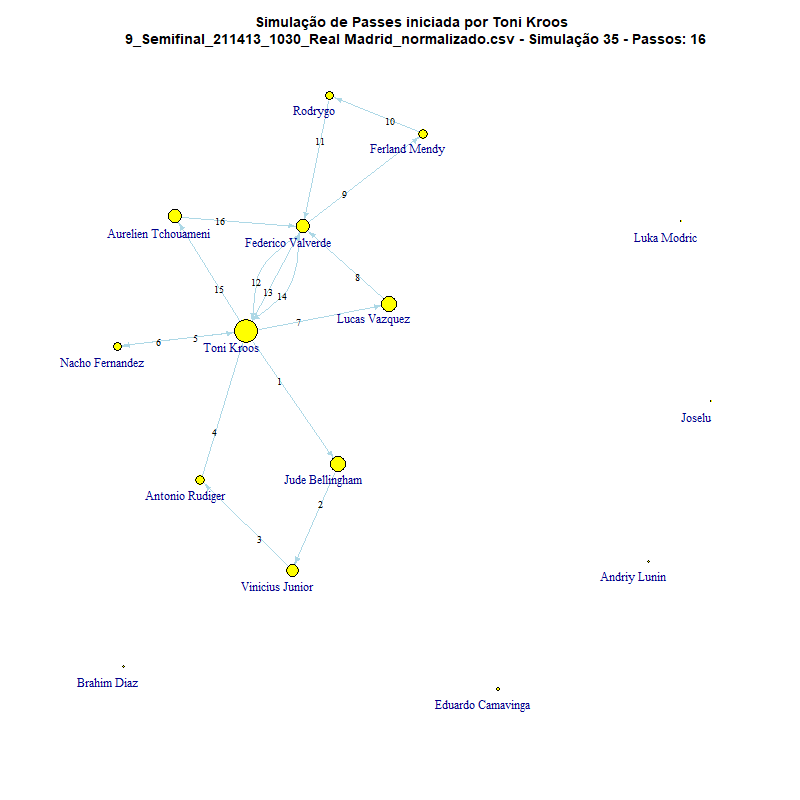 Simulação de Passes iniciada por Toni Kroos
9_Semifinal_211413_1030_Real Madrid_normalizado.csv - Simulação 35 - Passos: 16
Rodrygo
10
11
Ferland Mendy
9
Aurelien Tchouameni
16
Federico Valverde
Luka Modric
12
13
14
8
15
7
Lucas Vazquez
6
5
Toni Kroos
Nacho Fernandez
1
Joselu
4
Jude Bellingham
Antonio Rudiger
2
3
Vinicius Junior
Andriy Lunin
Brahim Diaz
Eduardo Camavinga